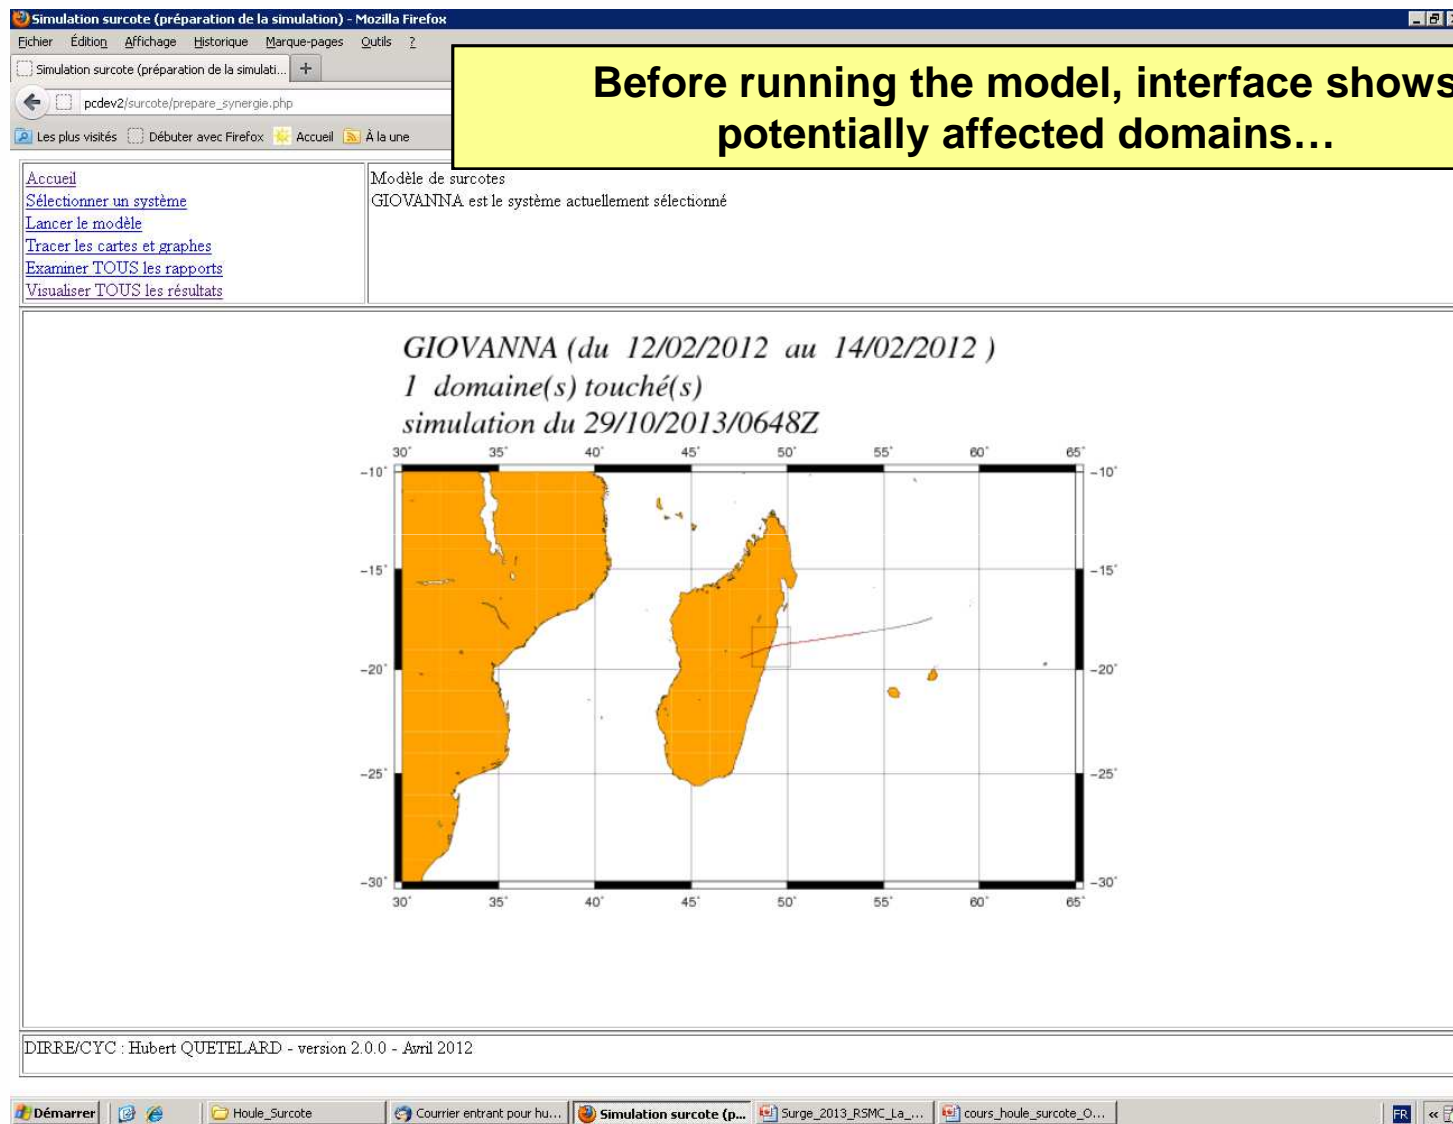 Simulation surcote (préparation de la simulation) - Mozilla Firefox
Fichier Édition Affichage Historique Marque-pages Outils ?
Simulation surcote (préparation de la simulati... +
pcdev2/surcote/prepare_synergie.php
Les plus visités Débuter avec Firefox Accueil À la une
Before running the model, interface shows
potentially affected domains…
Accueil
Sélectionner un système
Lancer le modèle
Tracer les cartes et graphes
Examiner TOUS les rapports
Visualiser TOUS les résultats
Modèle de surcotes
GIOVANNA est le système actuellement sélectionné
GIOVANNA (du 12/02/2012 au 14/02/2012 )
1 domaine(s) touché(s)
simulation du 29/10/2013/0648Z
30° 35° 40° 45° 50° 55° 60° 65°
-10° -10°
-15° -15°
-20° -20°
-25° -25°
-30° -30°
30° 35° 40° 45° 50° 55° 60° 65°
DIRRE/CYC : Hubert QUETELARD - version 2.0.0 - Avril 2012
Démarrer Houle_Surcote Courrier entrant pour hu... Simulation surcote (p... Surge_2013_RSMC_La_... cours_houle_surcote_O... FR «